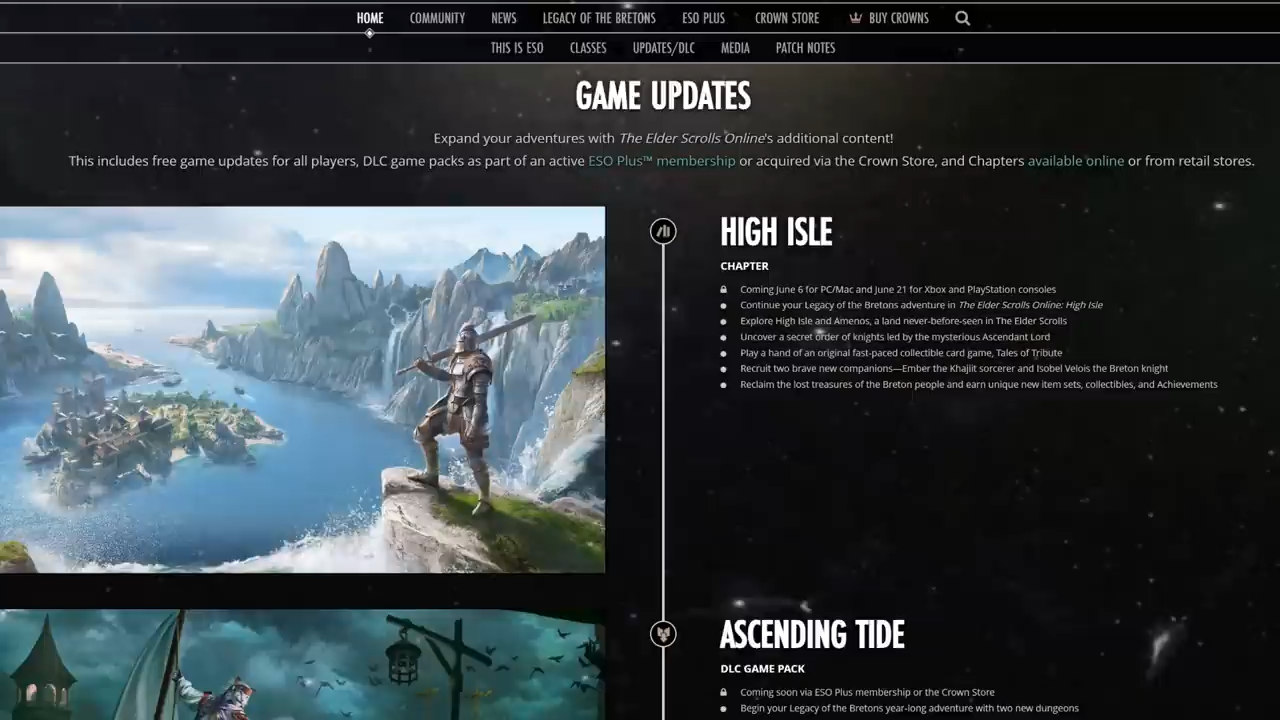 HOME COMMUNITY NEWS LEGACY OF THE BRETONS ESO PLUS CROWN STORE BUY CROWNS
THIS IS ESO CLASSES UPDATES/DLC MEDIA PATCH NOTES
GAME UPDATES
Expand your adventures with The Elder Scrolls Online's additional content!
This includes free game updates for all players, DLC game packs as part of an active ESO Plus™ membership or acquired via the Crown Store, and Chapters available online or from retail stores.
HIGH ISLE
CHAPTER
Coming June 6 for PC/Mac and June 21 for Xbox and PlayStation consoles
Continue your Legacy of the Bretons adventure in The Elder Scrolls Online: High Isle
Explore High Isle and Amenos, a land never-before-seen in The Elder Scrolls
Uncover a secret order of knights led by the mysterious Ascendant Lord
Play a hand of an original fast-paced collectible card game, Tales of Tribute
Recruit two brave new companions—Ember the Khajiit sorcerer and Isobel Velois the Breton knight
Reclaim the lost treasures of the Breton people and earn unique new item sets, collectibles, and Achievements
ASCENDING TIDE
DLC GAME PACK
Coming soon via ESO Plus membership or the Crown Store
Begin your Legacy of the Bretons year-long adventure with two new dungeons